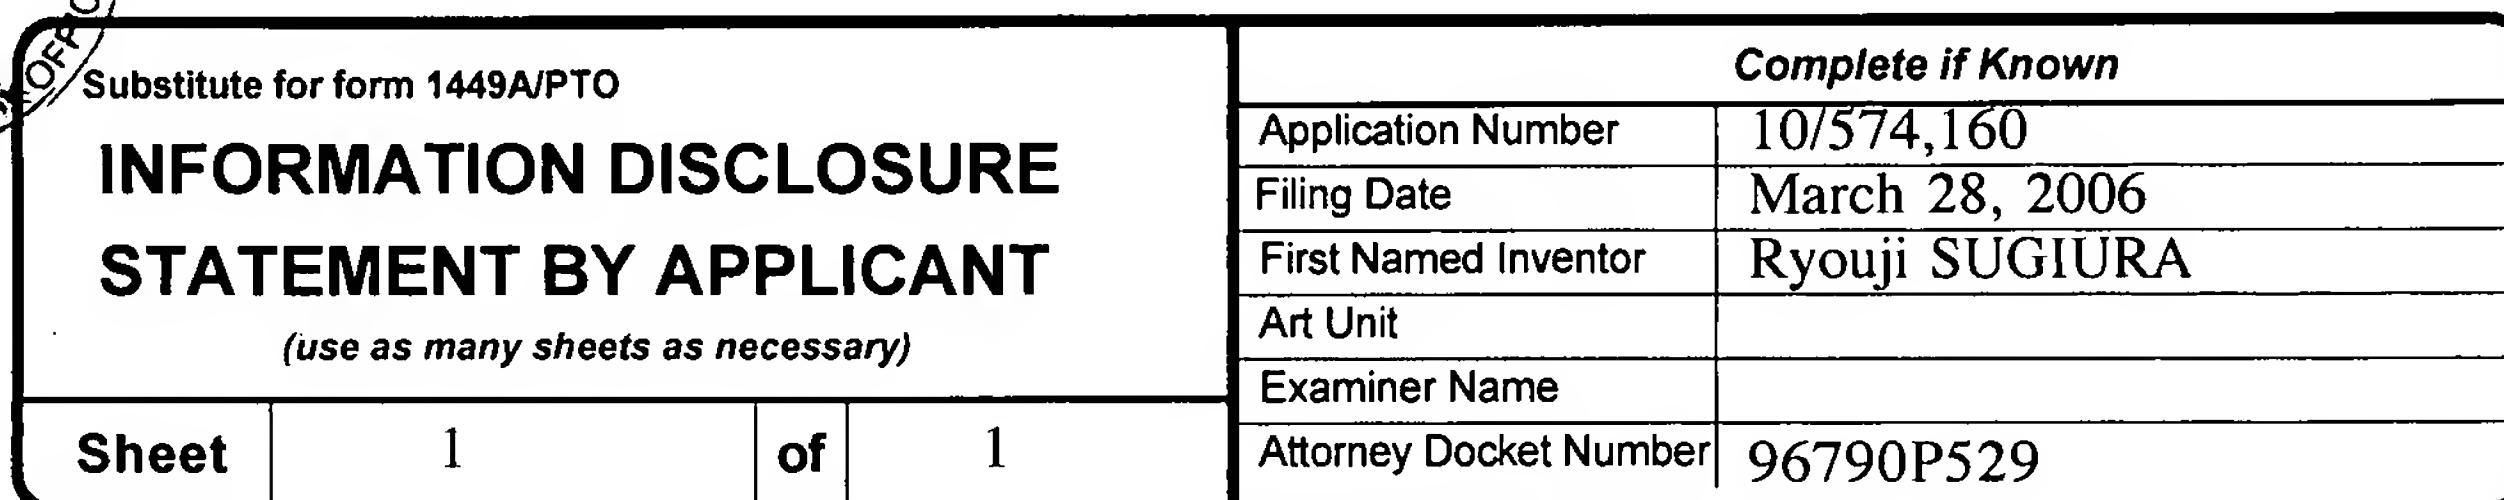 Substitute for form 1449A/PTO
INFORMATION DISCLOSURE
STATEMENT BY APPLICANT
(use as many sheets as necessary)
Sheet 1 of 1
Complete if Known
Application Number 10/574,160
Filing Date March 28, 2006
First Named Inventor Ryouji SUGIURA
Art Unit
Examiner Name
Attorney Docket Number 96790P529